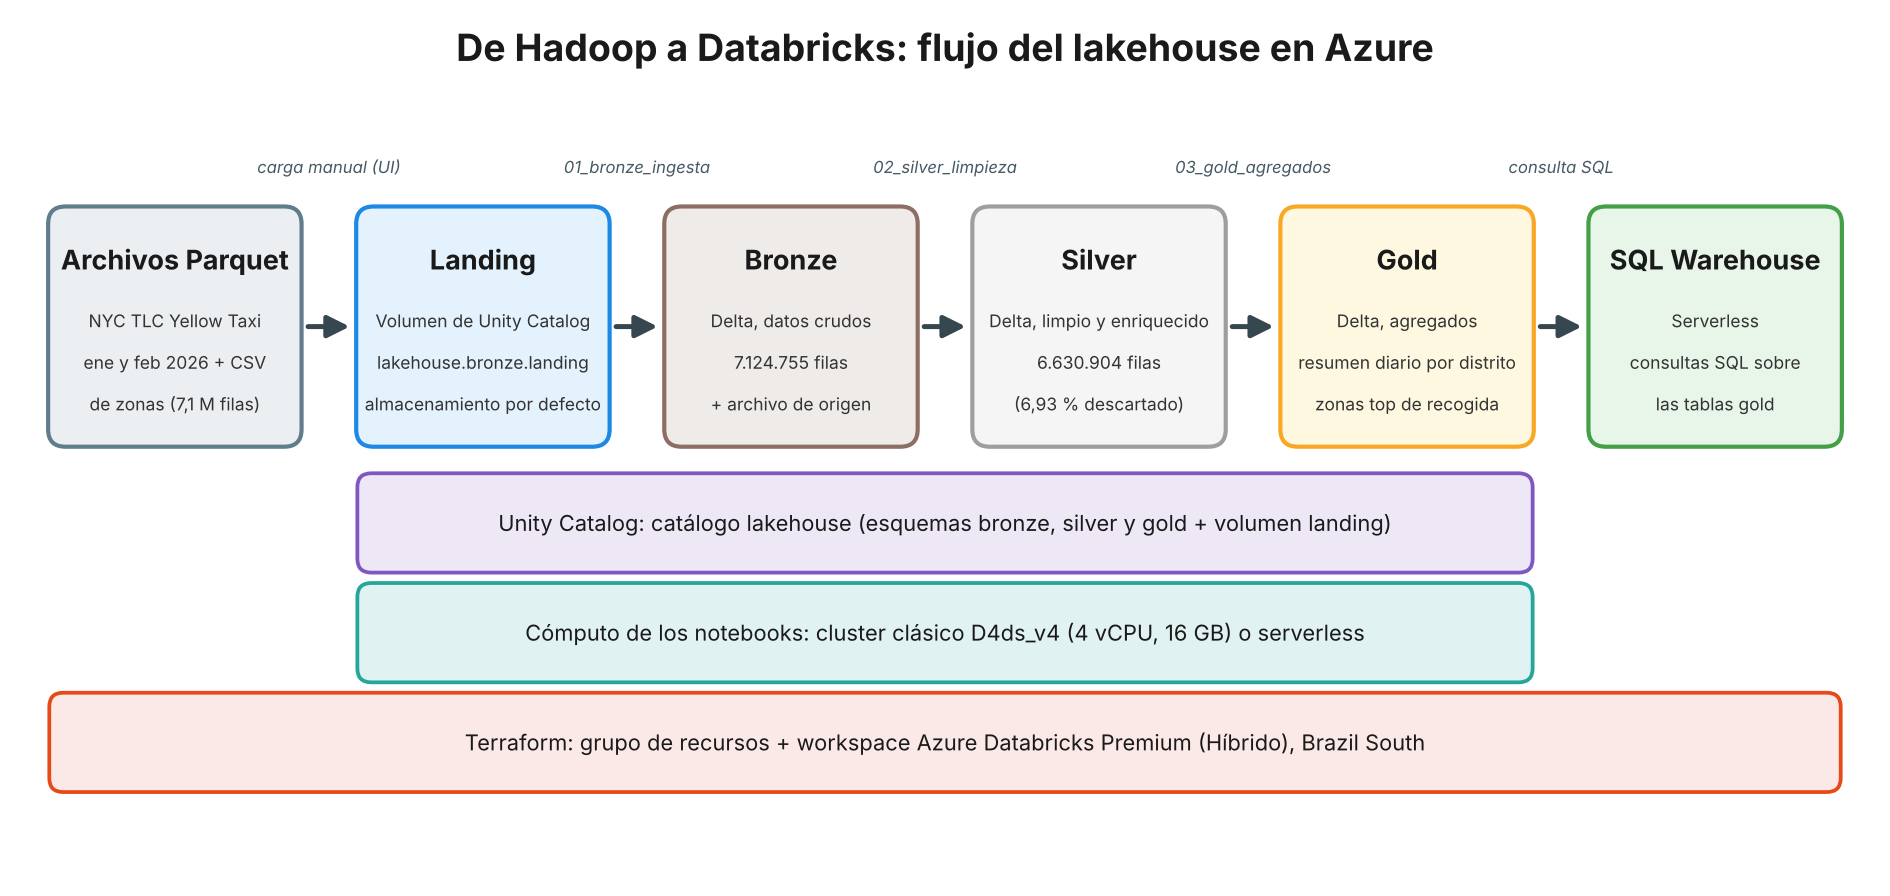 De Hadoop a Databricks: flujo del lakehouse en Azure
carga manual (UI)
01_bronze_ingesta
02_silver_limpieza
03_gold_agregados
consulta SQL
Archivos Parquet
NYC TLC Yellow Taxi
ene y feb 2026 + CSV
de zonas (7,1 M filas)
Landing
Volumen de Unity Catalog
lakehouse.bronze.landing
almacenamiento por defecto
Bronze
Delta, datos crudos
7.124.755 filas
+ archivo de origen
Silver
Delta, limpio y enriquecido
6.630.904 filas
(6,93 % descartado)
Gold
Delta, agregados
resumen diario por distrito
zonas top de recogida
SQL Warehouse
Serverless
consultas SQL sobre
las tablas gold
Unity Catalog: catálogo lakehouse (esquemas bronze, silver y gold + volumen landing)
Cómputo de los notebooks: cluster clásico D4ds_v4 (4 vCPU, 16 GB) o serverless
Terraform: grupo de recursos + workspace Azure Databricks Premium (Híbrido), Brazil South